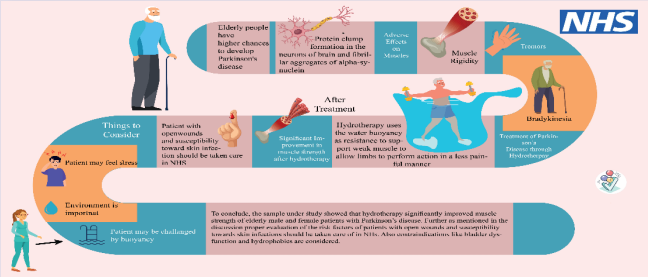 NHS
Elderly people
have
higher chances
to develop
Parkinson's
disease
Protein clump
formation in the
neurons of brain and fibril-
lar aggregates of alpha-sy-
nuclein
Adverse
Effects
on
Muscles
Muscle
Rigidity
Tremors
Bradykinesia
Treatment of Parkin-
son's
Disease through
Hydrotherapy
After
Treatment
Hydrotherapy uses
the water buoyance
as resistance to sup-
port weak muscle to
allow limbs to perform action in a less pain-
ful manner
Significant Im-
provement in
muscle strength
after hydrotherapy
Patient with
openwounds
and susceptibility
toward skin infec-
tion should be taken care
in NHS
Things to
Consider
Patient may feel stress
Environment is
important
Patient may be challenged
by buoyancy
To conclude, the sample under study showed that hydrotherapy significantly improved muscle
strength of elderly male and female patients with Parkinson's disease. Further as mentioned in the
discussion proper evaluation of the risk factors of patients with open wounds and susceptibility
towards skin infections should be taken care of in NHs. Also contraindications like bladder dys-
function and hydrophobics are considered.